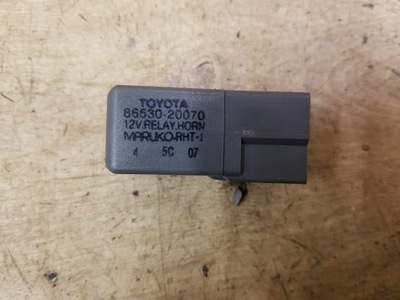 TOYOTA
86530-20070
12V.RELAY.HORN
MARUKO.RHT-1
4 5C 07